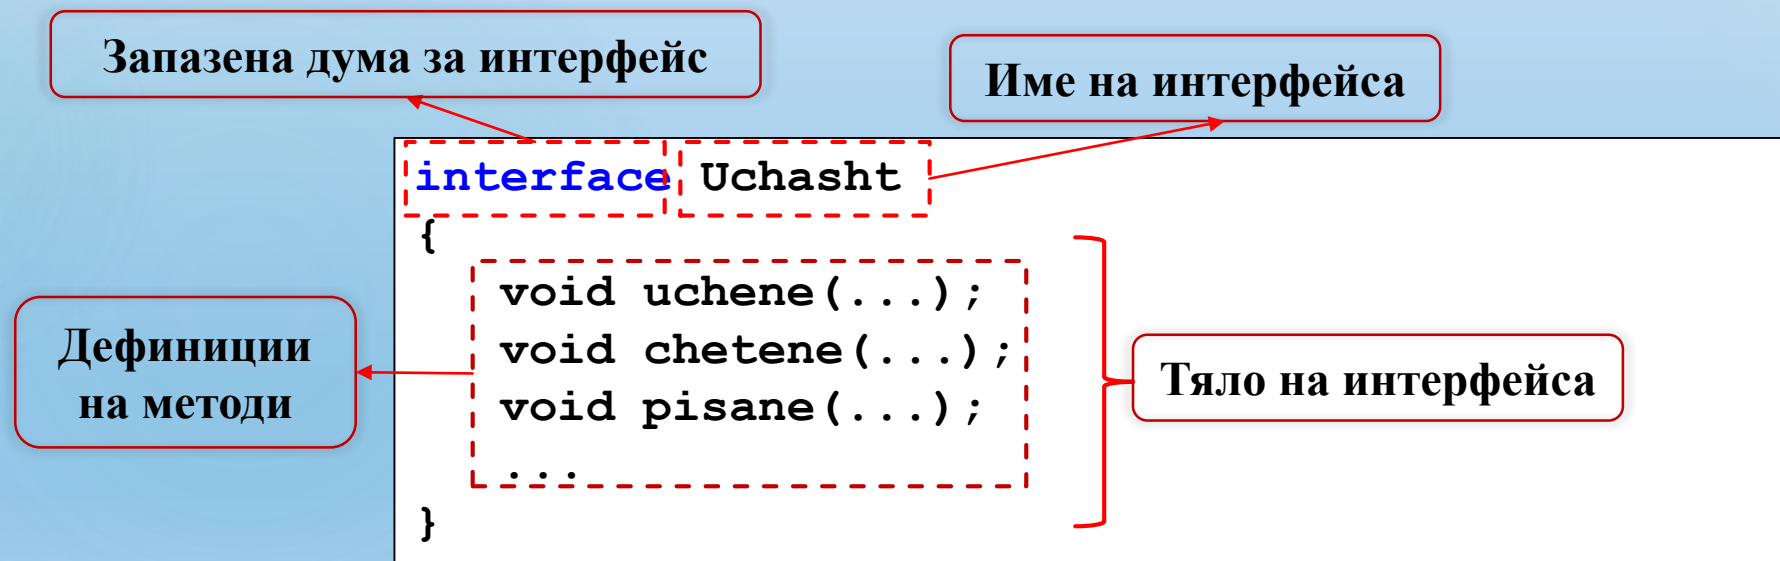 Запазена дума за интерфейс
Име на интерфейса
interface Uchasht
{
void uchene(...);
void chetene(...);
void pisane(...);
...
}
Дефиниции
на методи
Тяло на интерфейса